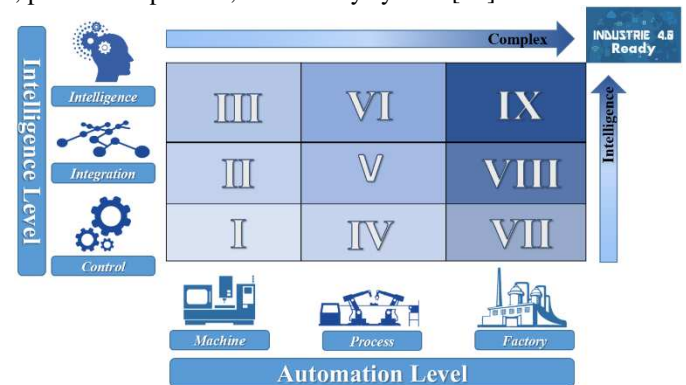 Complex
INDUSTRIE 4.0
Ready
Intelligence Level
Intelligence
III VI IX
Intelligence
Integration
II V VIII
Control
I IV VII
Machine Process Factory
Automation Level